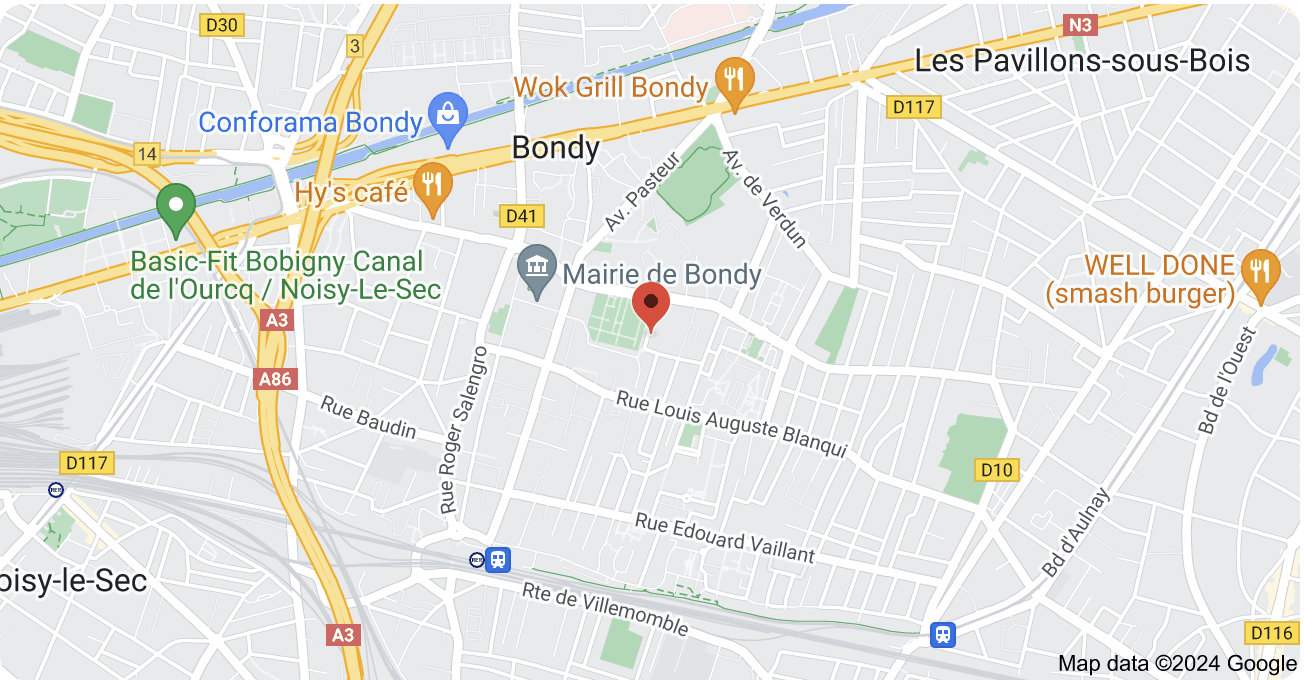 D30
3
N3
Les Pavillons-sous-Bois
Wok Grill Bondy
D117
Conforama Bondy
Bondy
14
Av. Pasteur
Av. de Verdun
Hy's café
D41
Basic-Fit Bobigny Canal
de l'Ourcq / Noisy-Le-Sec
Mairie de Bondy
WELL DONE
(smash burger)
A3
A86
Rue Baudin
Rue Roger Salengro
Rue Louis Auguste Blanqui
Bd de l'Ouest
D117
D10
RER
Rue Edouard Vaillant
Bd d'Aulnay
RER
oisy-le-Sec
Rte de Villemomble
A3
D116
Map data ©2024 Google